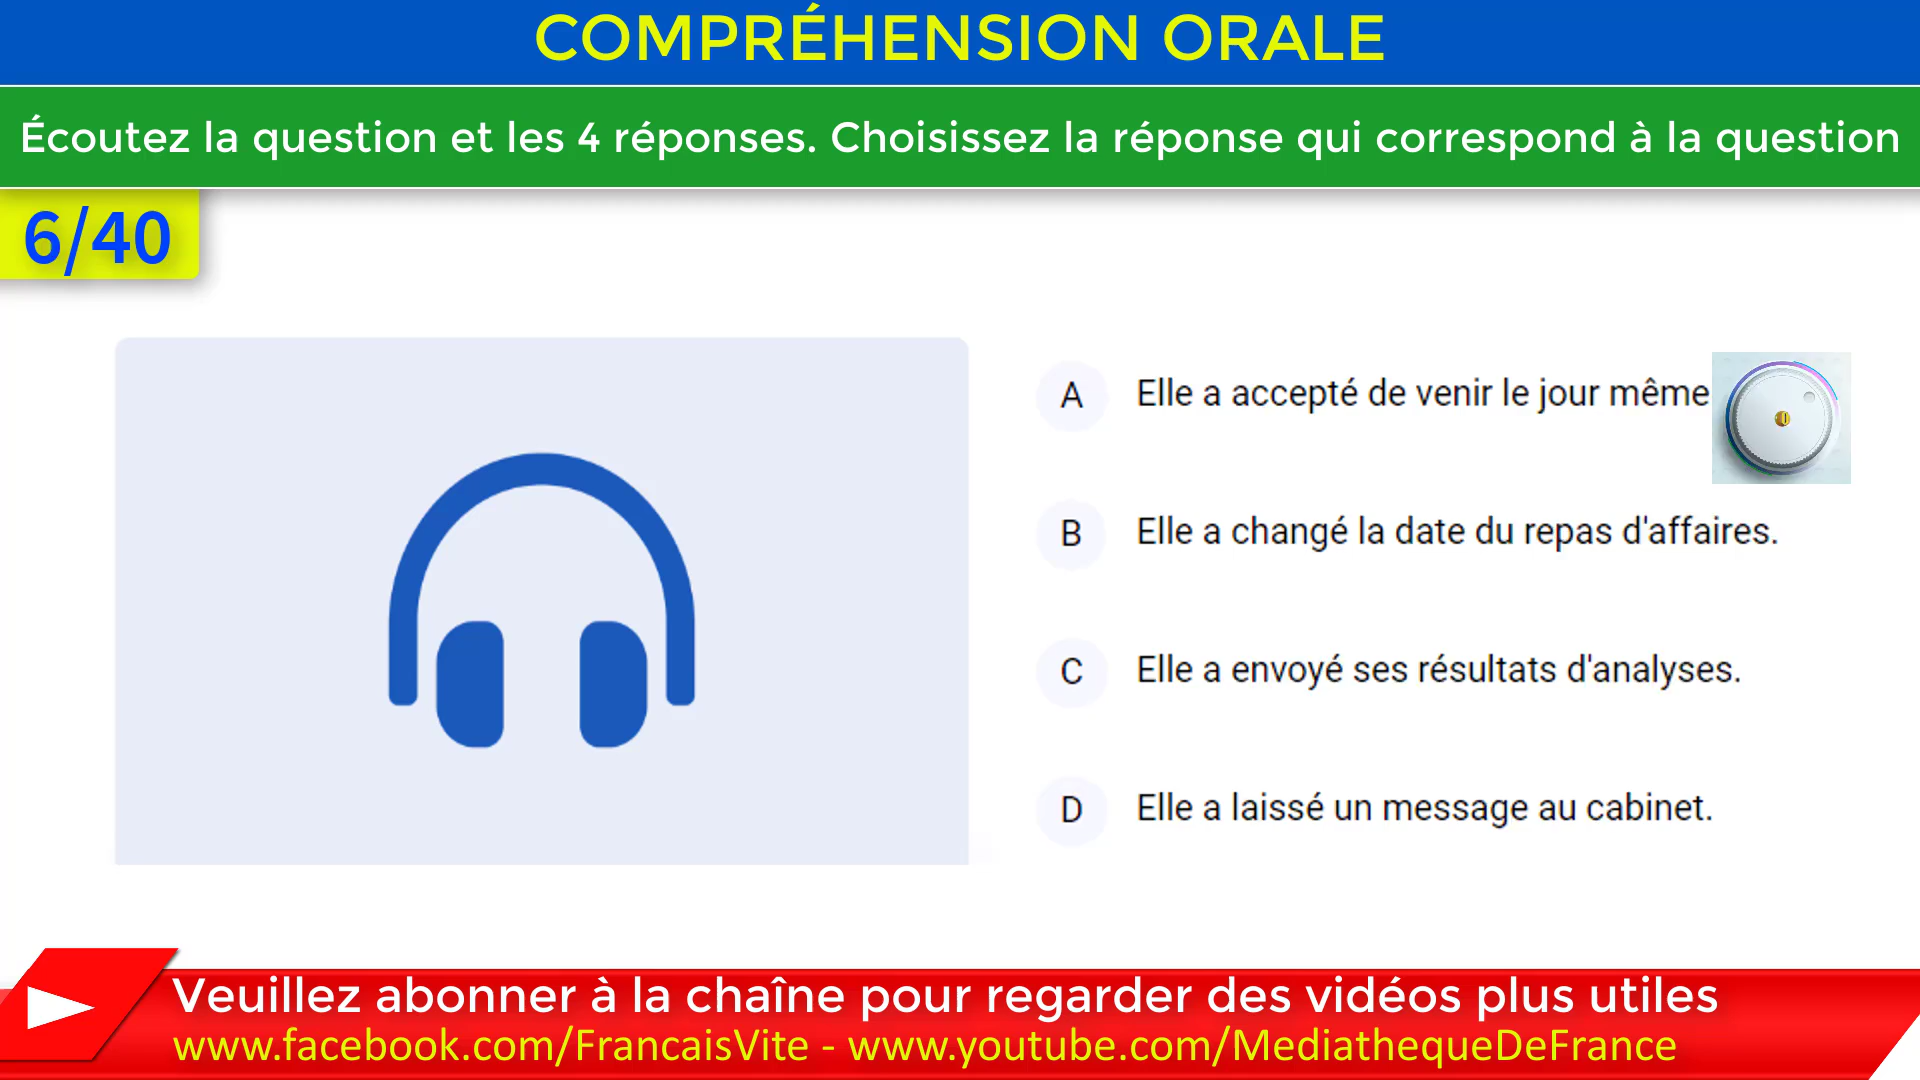 COMPRÉHENSION ORALE
Écoutez la question et les 4 réponses. Choisissez la réponse qui correspond à la question
6/40
A Elle a accepté de venir le jour même
B Elle a changé la date du repas d'affaires.
C Elle a envoyé ses résultats d'analyses.
D Elle a laissé un message au cabinet.
Veuillez abonner à la chaîne pour regarder des vidéos plus utiles
www.facebook.com/FrancaisVite - www.youtube.com/MediathequeDeFrance